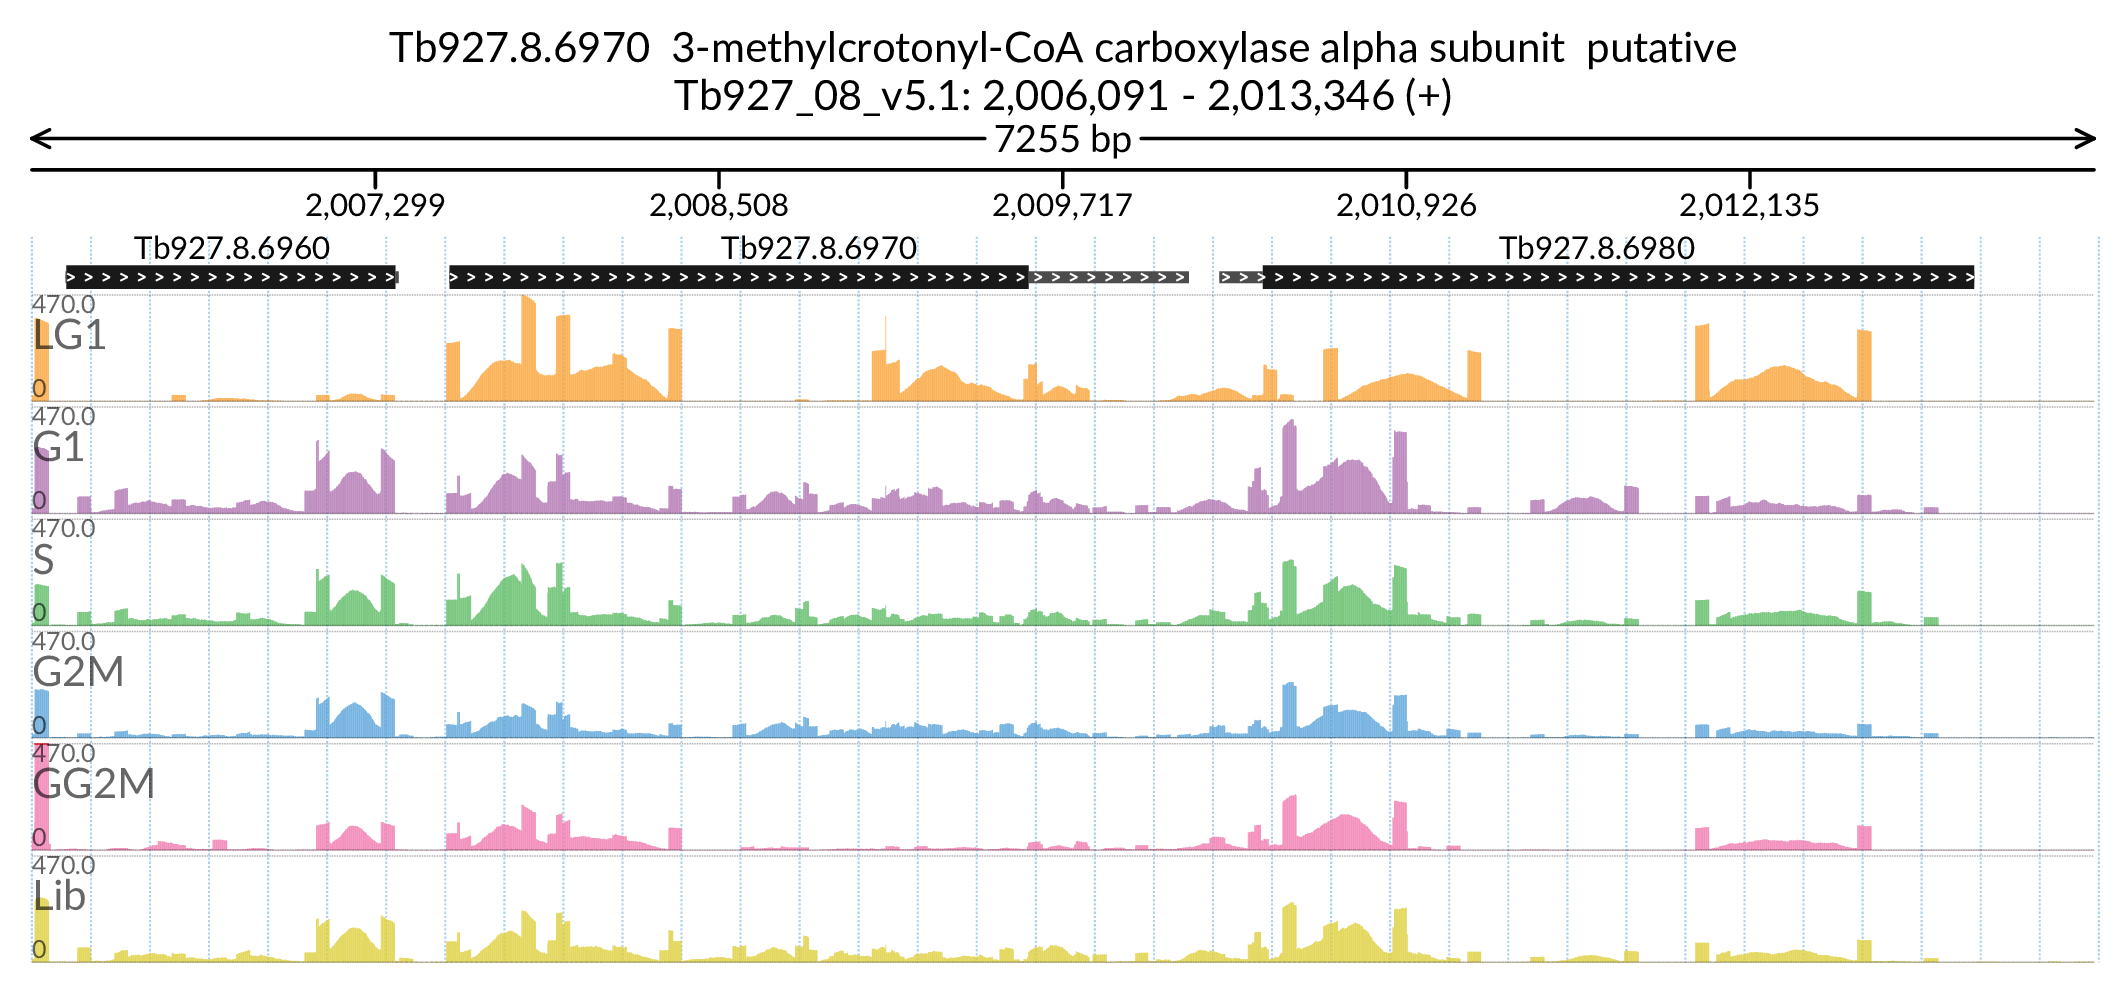 Tb927.8.6970  3-methylcrotonyl-CoA carboxylase alpha subunit  putative
Tb927_08_v5.1: 2,006,091 - 2,013,346 (+)
7255 bp
2,007,299 2,008,508 2,009,717 2,010,926 2,012,135
Tb927.8.6960 Tb927.8.6970 Tb927.8.6980
470.0
LG1
0
470.0
G1
0
470.0
S
0
470.0
G2M
0
470.0
GG2M
0
470.0
Lib
0